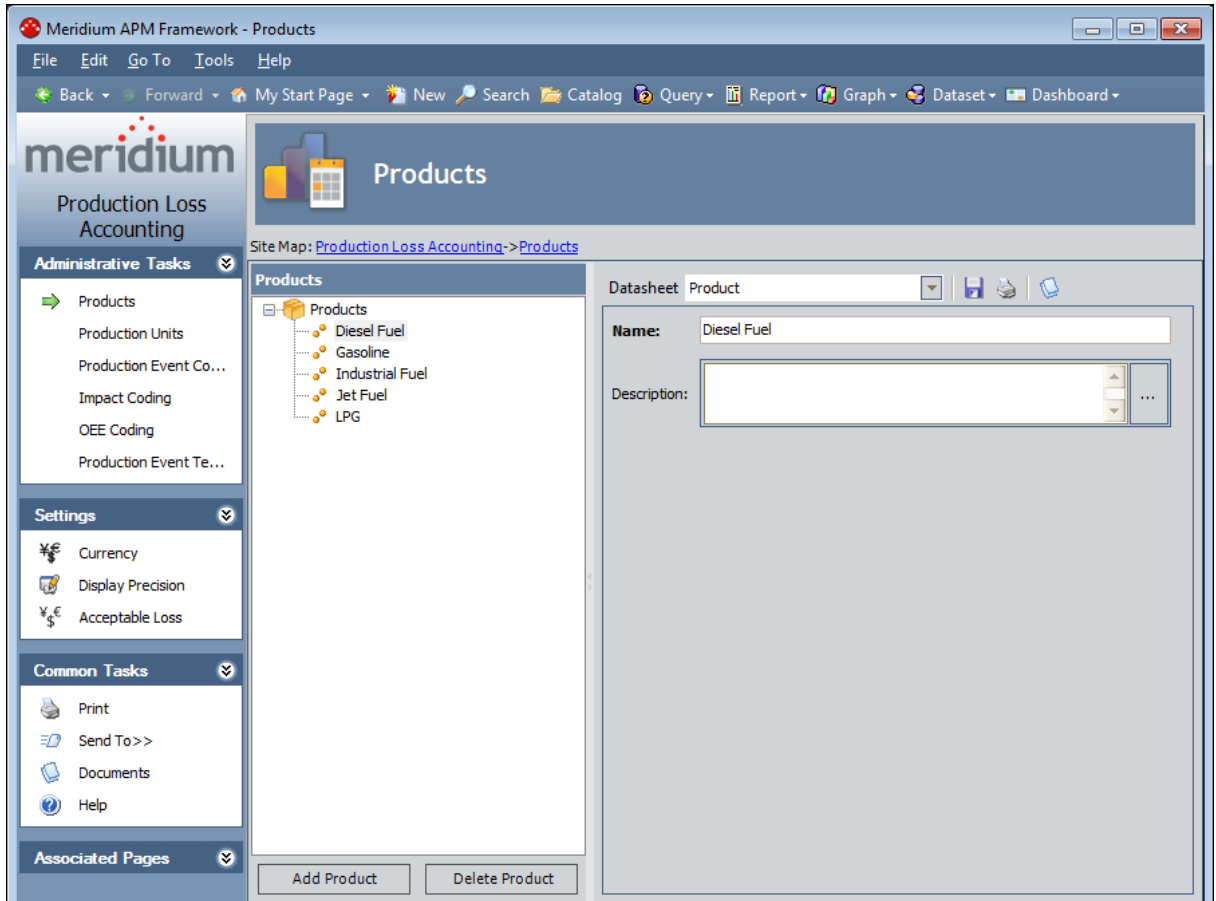 Meridium APM Framework - Products
File Edit Go To Tools Help
Back Forward My Start Page New Search Catalog Query Report Graph Dataset Dashboard
meridium
Production Loss
Accounting
Administrative Tasks
Products
Production Units
Production Event Co...
Impact Coding
OEE Coding
Production Event Te...
Settings
Currency
Display Precision
Acceptable Loss
Common Tasks
Print
Send To>>
Documents
Help
Associated Pages
Products
Site Map: Production Loss Accounting->Products
Products
Products
Diesel Fuel
Gasoline
Industrial Fuel
Jet Fuel
LPG
Add Product Delete Product
Datasheet Product
Name: Diesel Fuel
Description: ...